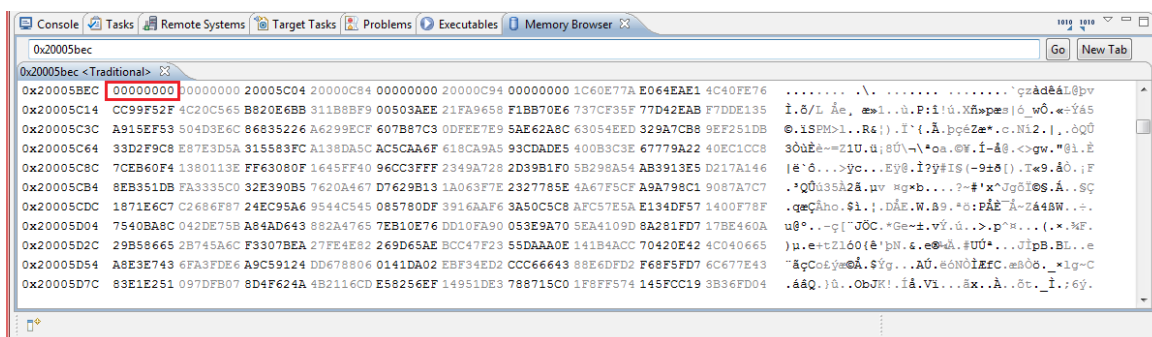 Console Tasks Remote Systems Target Tasks Problems Executables Memory Browser
0x20005bec Go New Tab
0x20005bec <Traditional>
0x20005BEC 00000000 00000000 20005C04 20000C84 00000000 20000C94 00000000 1C60E77A E064EAE1 4C40FE76
0x20005C14 CC99F52F 4C20C565 B820E6BB 311B8BF9 00503AEE 21FA9658 F1BB70E6 737CF35F 77D42EAB F7DDE135
0x20005C3C A915EF53 504D3E6C 86835226 A6299ECF 607B87C3 0DFEE7E9 5AE62A8C 63054EED 329A7CB8 9EF251DB
0x20005C64 33D2F9C8 E87E3D5A 315583FC A138DA5C AC5CAA6F 618CA9A5 93CDADE5 400B3C3E 67779A22 40EC1CC8
0x20005C8C 7CEB60F4 1380113E FF63080F 1645FF40 96CC3FFF 2349A728 2D39B1F0 5B298A54 AB3913E5 D217A146
0x20005CB4 8EB351DB FA3335C0 32E390B5 7620A467 D7629B13 1A063F7E 2327785E 4A67F5CF A9A798C1 9087A7C7
0x20005CDC 1871E6C7 C2686F87 24EC95A6 9544C545 085780DF 3916AAF6 3A50C5C8 AFC57E5A E134DF57 1400F78F
0x20005D04 7540BA8C 042DE75B A84AD643 882A4765 7EB10E76 DD10FA90 053E9A70 5EA4109D 8A281FD7 17BE460A
0x20005D2C 29B58665 2B745A6C F3307BEA 27FE4E82 269D65AE BCC47F23 55DAAA0E 141B4ACC 70420E42 4C040665
0x20005D54 A8E3E743 6FA3FDE6 A9C59124 DD678806 0141DA02 EBF34ED2 CCC66643 88E6DFD2 F68F5FD7 6C677E43
0x20005D7C 83E1E251 097DFB07 8D4F624A 4B2116CD E58256EF 14951DE3 788715C0 1F8FF574 145FCC19 3B36FD04